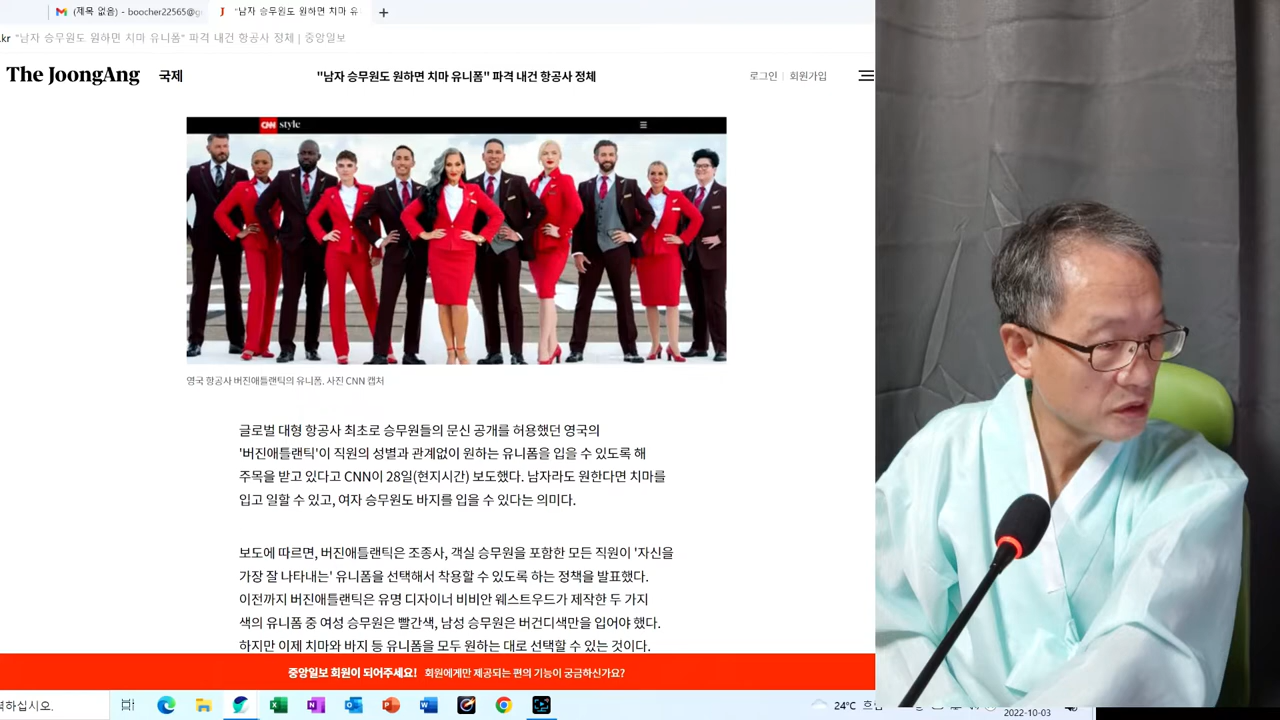 (제목 없음) - boocher22565@g
"남자 승무원도 원하면 치마 유
.kr "남자 승무원도 원하면 치마 유니폼" 파격 내건 항공사 정체 | 중앙일보
The JoongAng 국제
"남자 승무원도 원하면 치마 유니폼" 파격 내건 항공사 정체
로그인 | 회원가입
CNN style
영국 항공사 버진애틀랜틱의 유니폼. 사진 CNN 캡처
글로벌 대형 항공사 최초로 승무원들의 문신 공개를 허용했던 영국의
'버진애틀랜틱'이 직원의 성별과 관계없이 원하는 유니폼을 입을 수 있도록 해
주목을 받고 있다고 CNN이 28일(현지시간) 보도했다. 남자라도 원한다면 치마를
입고 일할 수 있고, 여자 승무원도 바지를 입을 수 있다는 의미다.
보도에 따르면, 버진애틀랜틱은 조종사, 객실 승무원을 포함한 모든 직원이 '자신을
가장 잘 나타내는' 유니폼을 선택해서 착용할 수 있도록 하는 정책을 발표했다.
이전까지 버진애틀랜틱은 유명 디자이너 비비안 웨스트우드가 제작한 두 가지
색의 유니폼 중 여성 승무원은 빨간색, 남성 승무원은 버건디색만을 입어야 했다.
하지만 이제 치마와 바지 등 유니폼을 모두 원하는 대로 선택할 수 있는 것이다.
중앙일보 회원이 되어주세요! 회원에게만 제공되는 편의 기능이 궁금하신가요?
력하십시오.
24°C
2022-10-03